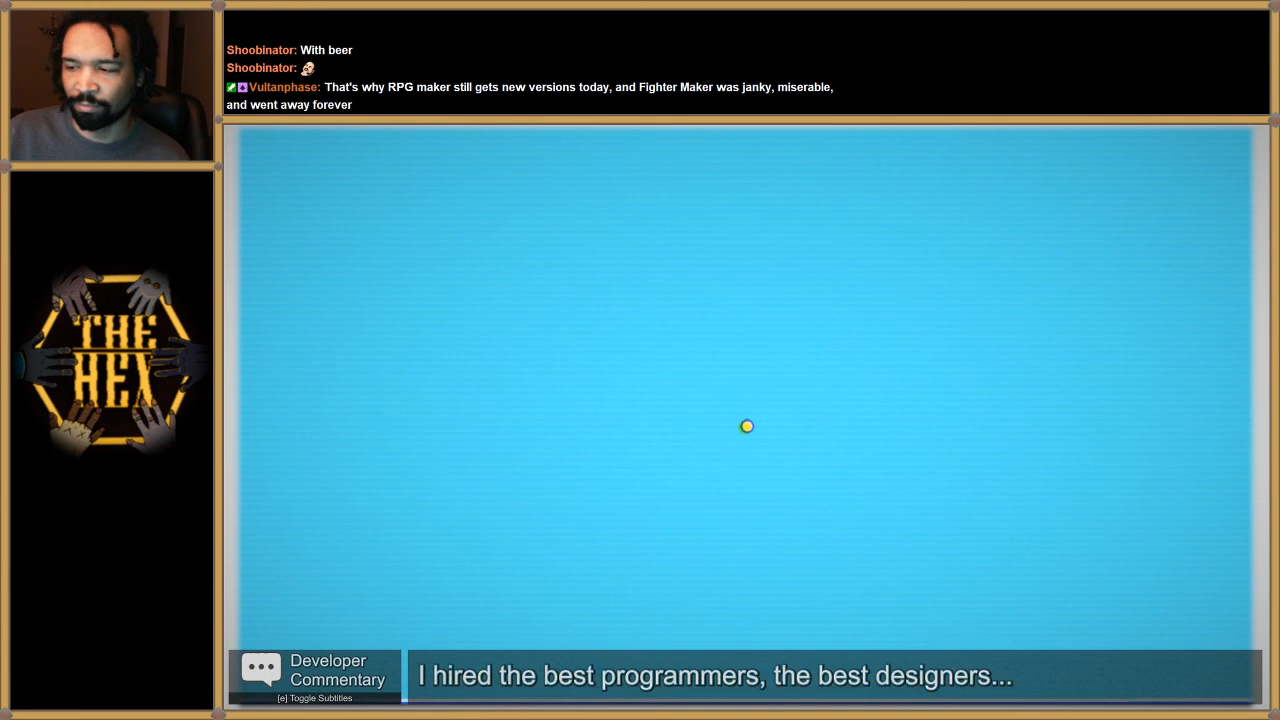 Shoobinator: With beer
Shoobinator:
Vultanphase: That's why RPG maker still gets new versions today, and Fighter Maker was janky, miserable,
and went away forever
THE
HEX
Developer
Commentary
[e] Toggle Subtitles
I hired the best programmers, the best designers...